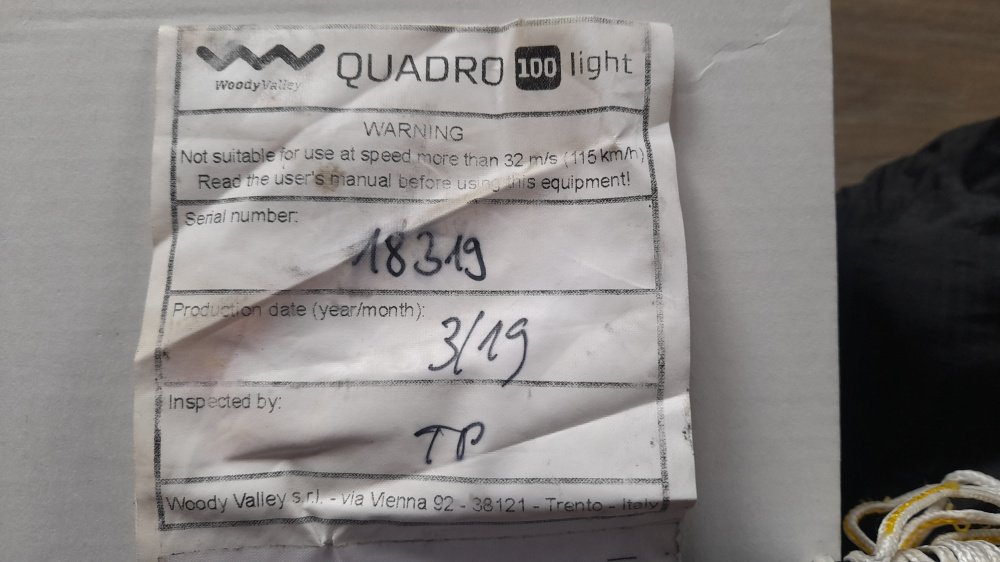 QUADRO 100 light
Woody Valley
WARNING
Not suitable for use at speed more than 32 m/s (115 km/h)
Read the user's manual before using this equipment!
Serial number:
18319
Production date (year/month):
3/19
Inspected by:
TP
Woody Valley s.r.l. - via Vienna 92 - 38121 - Trento - Italy